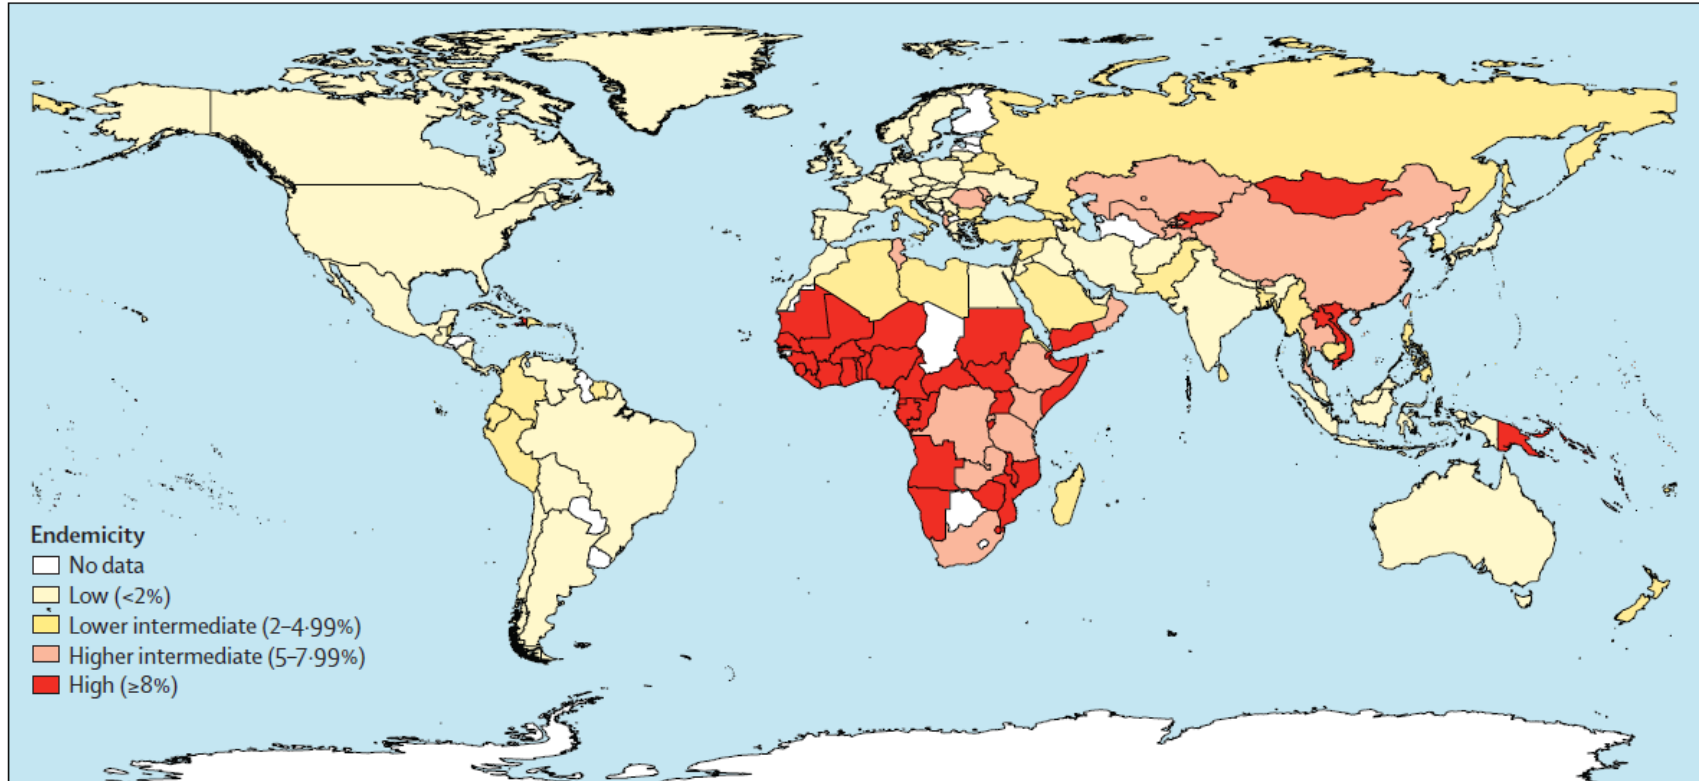 Endemicity
No data
Low (<2%)
Lower intermediate (2–4·99%)
Higher intermediate (5–7·99%)
High (≥8%)